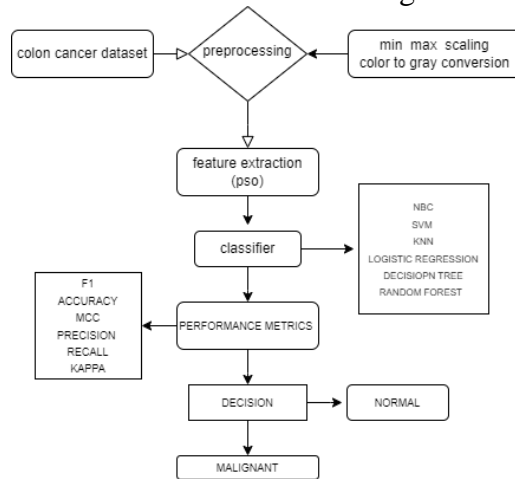 colon cancer dataset
preprocessing
min max scaling
color to gray conversion
feature extraction
(pso)
classifier
NBC
SVM
KNN
LOGISTIC REGRESSION
DECISIOPN TREE
RANDOM FOREST
F1
ACCURACY
MCC
PRECISION
RECALL
KAPPA
PERFORMANCE METRICS
DECISION
NORMAL
MALIGNANT